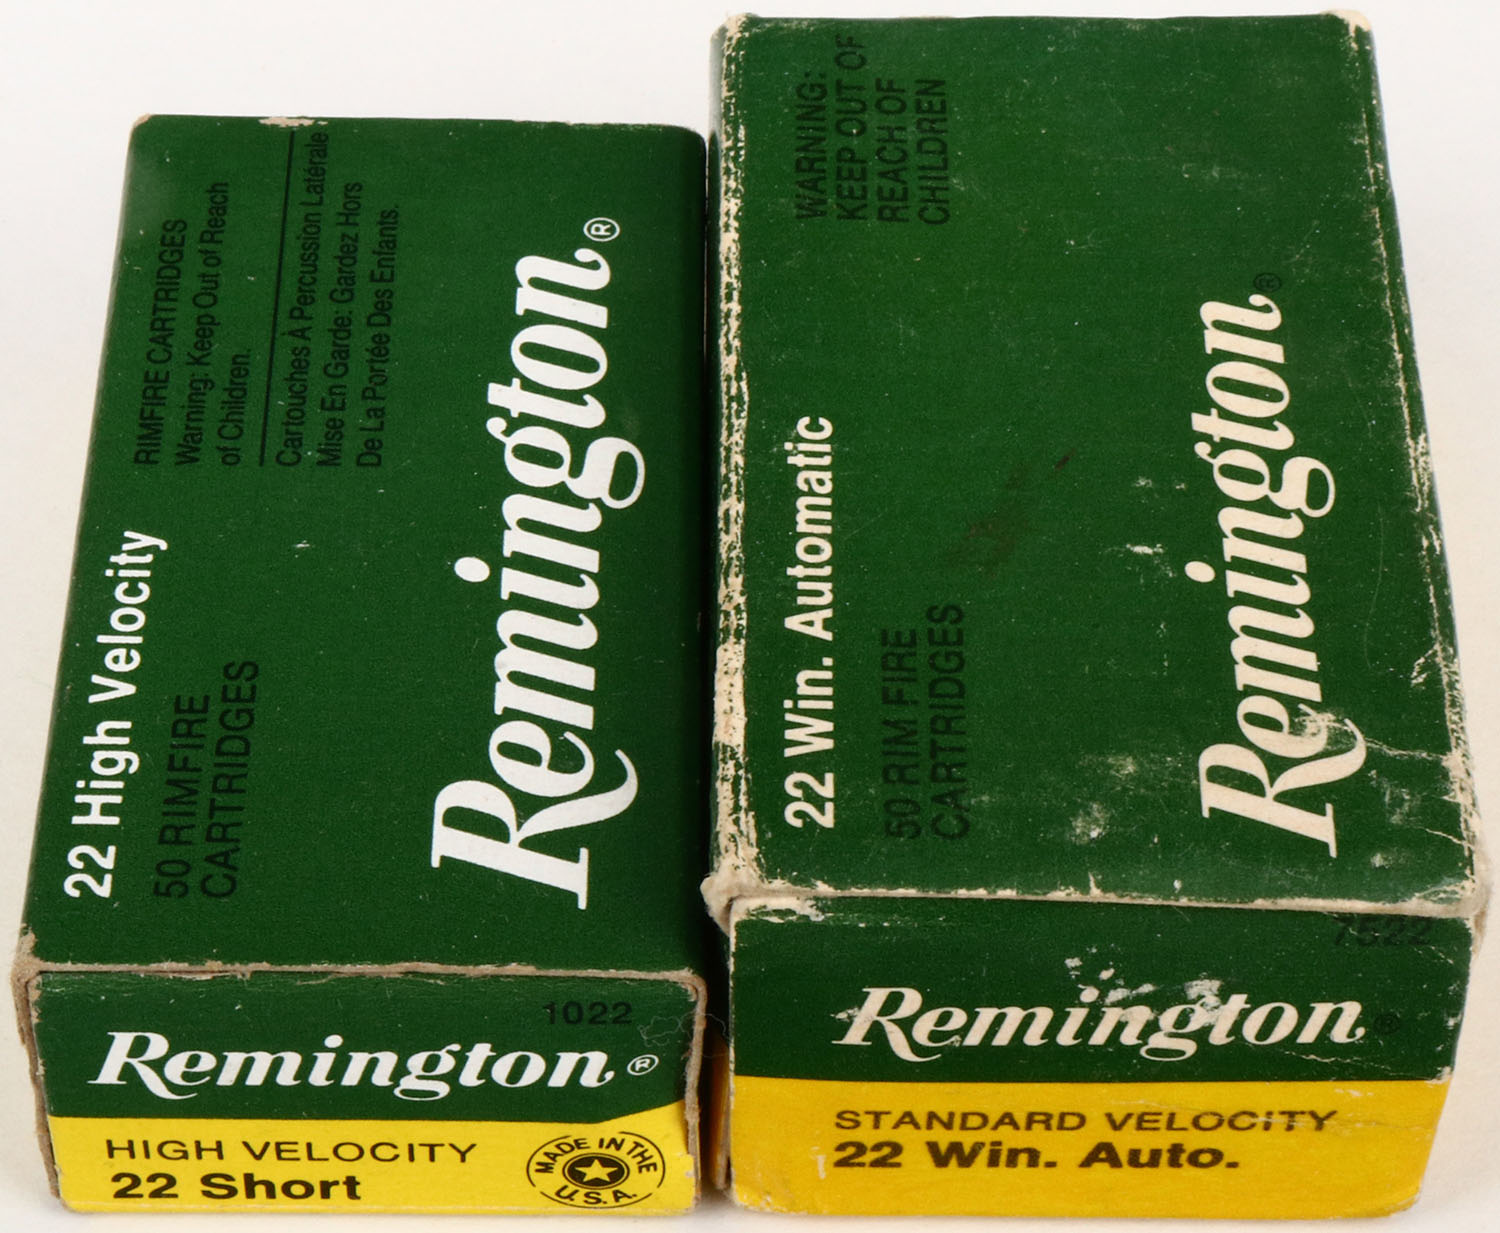 22 High Velocity
50 RIMFIRE
CARTRIDGES
RIMFIRE CARTRIDGES
Warning: Keep Out of Reach
of Children.
Cartouches À Percussion Latérale
Mise En Garde: Gardez Hors
De La Portée Des Enfants.
Remington®
1022
Remington®
HIGH VELOCITY
22 Short
MADE IN THE
U.S.A.
22 Win. Automatic
50 RIM FIRE
CARTRIDGES
WARNING:
KEEP OUT OF
REACH OF
CHILDREN
Remington®
7522
Remington®
STANDARD VELOCITY
22 Win. Auto.